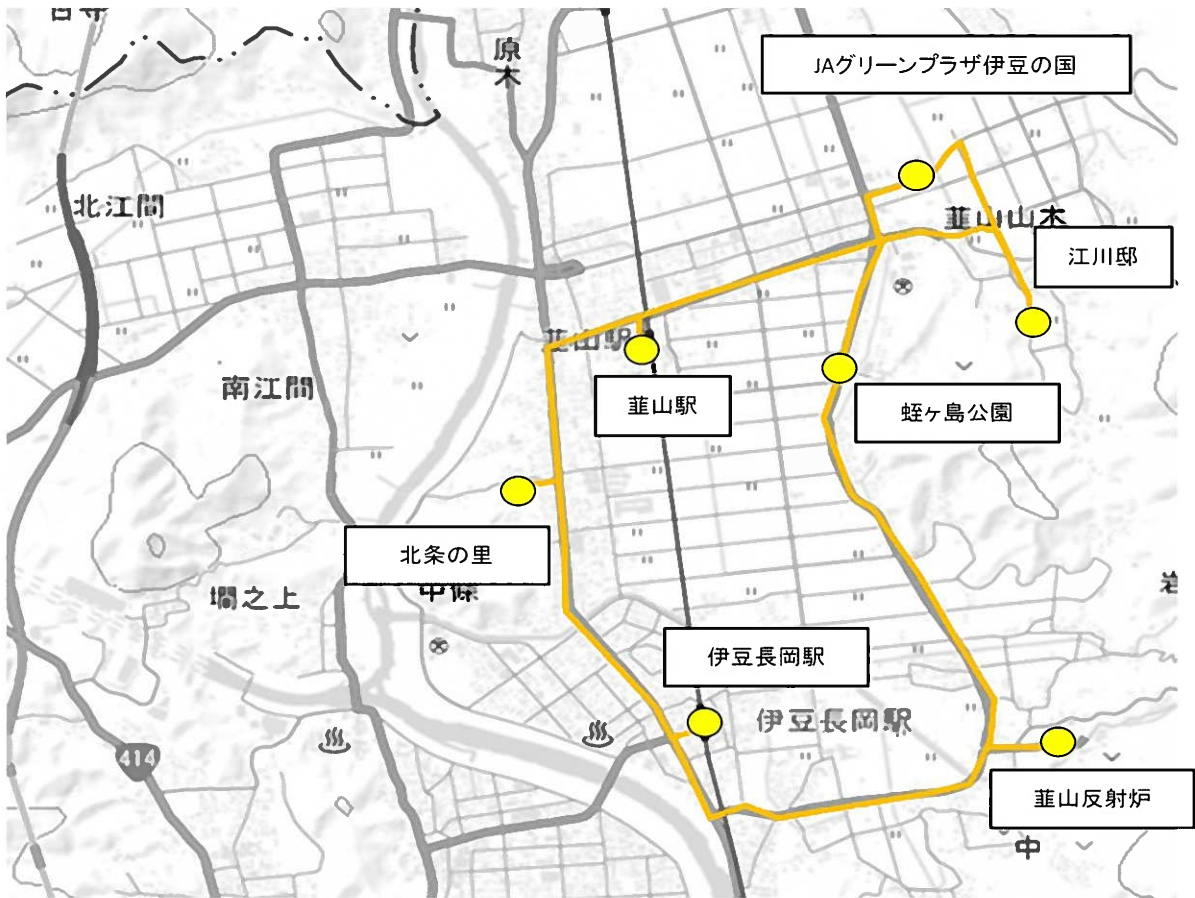 原木
JAグリーンプラザ伊豆の国
北江間
韮山山木
江川邸
韮山駅
南江間
韮山駅
蛭ヶ島公園
北条の里
墹之上
伊豆長岡駅
伊豆長岡駅
414
韮山反射炉
中